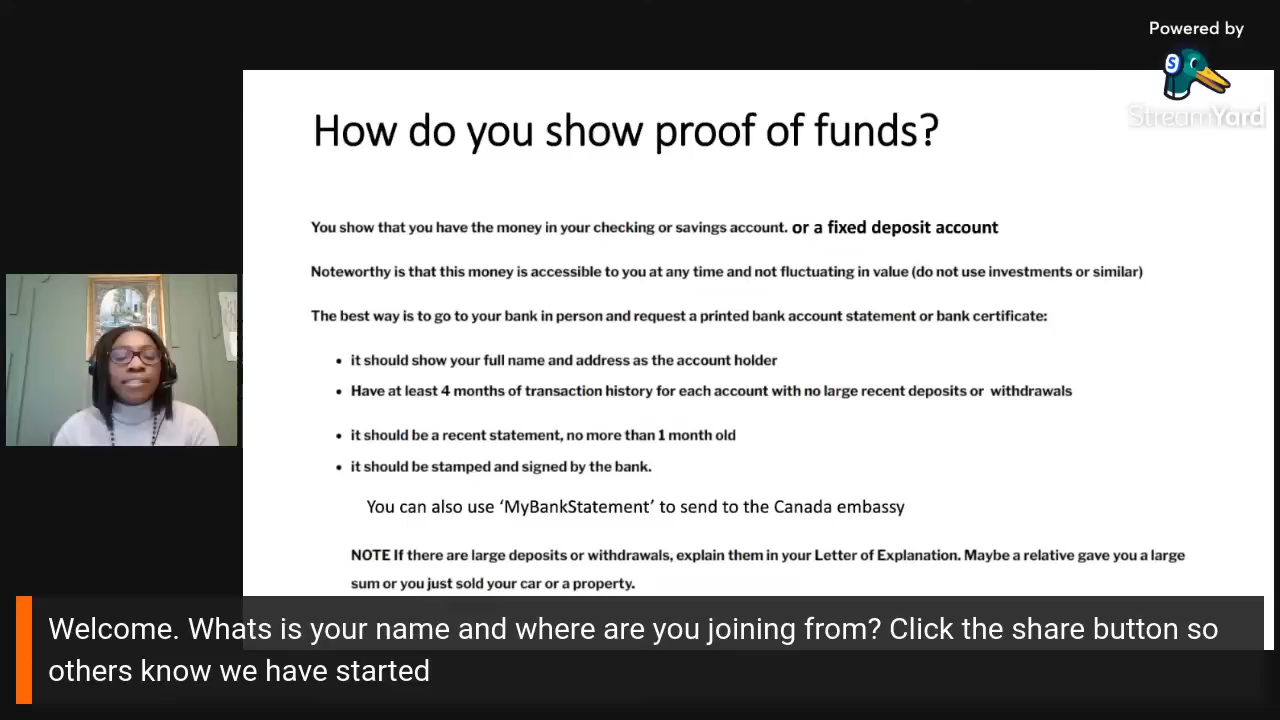 Powered by
StreamYard
How do you show proof of funds?
You show that you have the money in your checking or savings account. or a fixed deposit account
Noteworthy is that this money is accessible to you at any time and not fluctuating in value (do not use investments or similar)
The best way is to go to your bank in person and request a printed bank account statement or bank certificate:
• it should show your full name and address as the account holder
• Have at least 4 months of transaction history for each account with no large recent deposits or withdrawals
• it should be a recent statement, no more than 1 month old
• it should be stamped and signed by the bank.
You can also use ‘MyBankStatement’ to send to the Canada embassy
NOTE If there are large deposits or withdrawals, explain them in your Letter of Explanation. Maybe a relative gave you a large
sum or you just sold your car or a property.
Welcome. Whats is your name and where are you joining from? Click the share button so
others know we have started